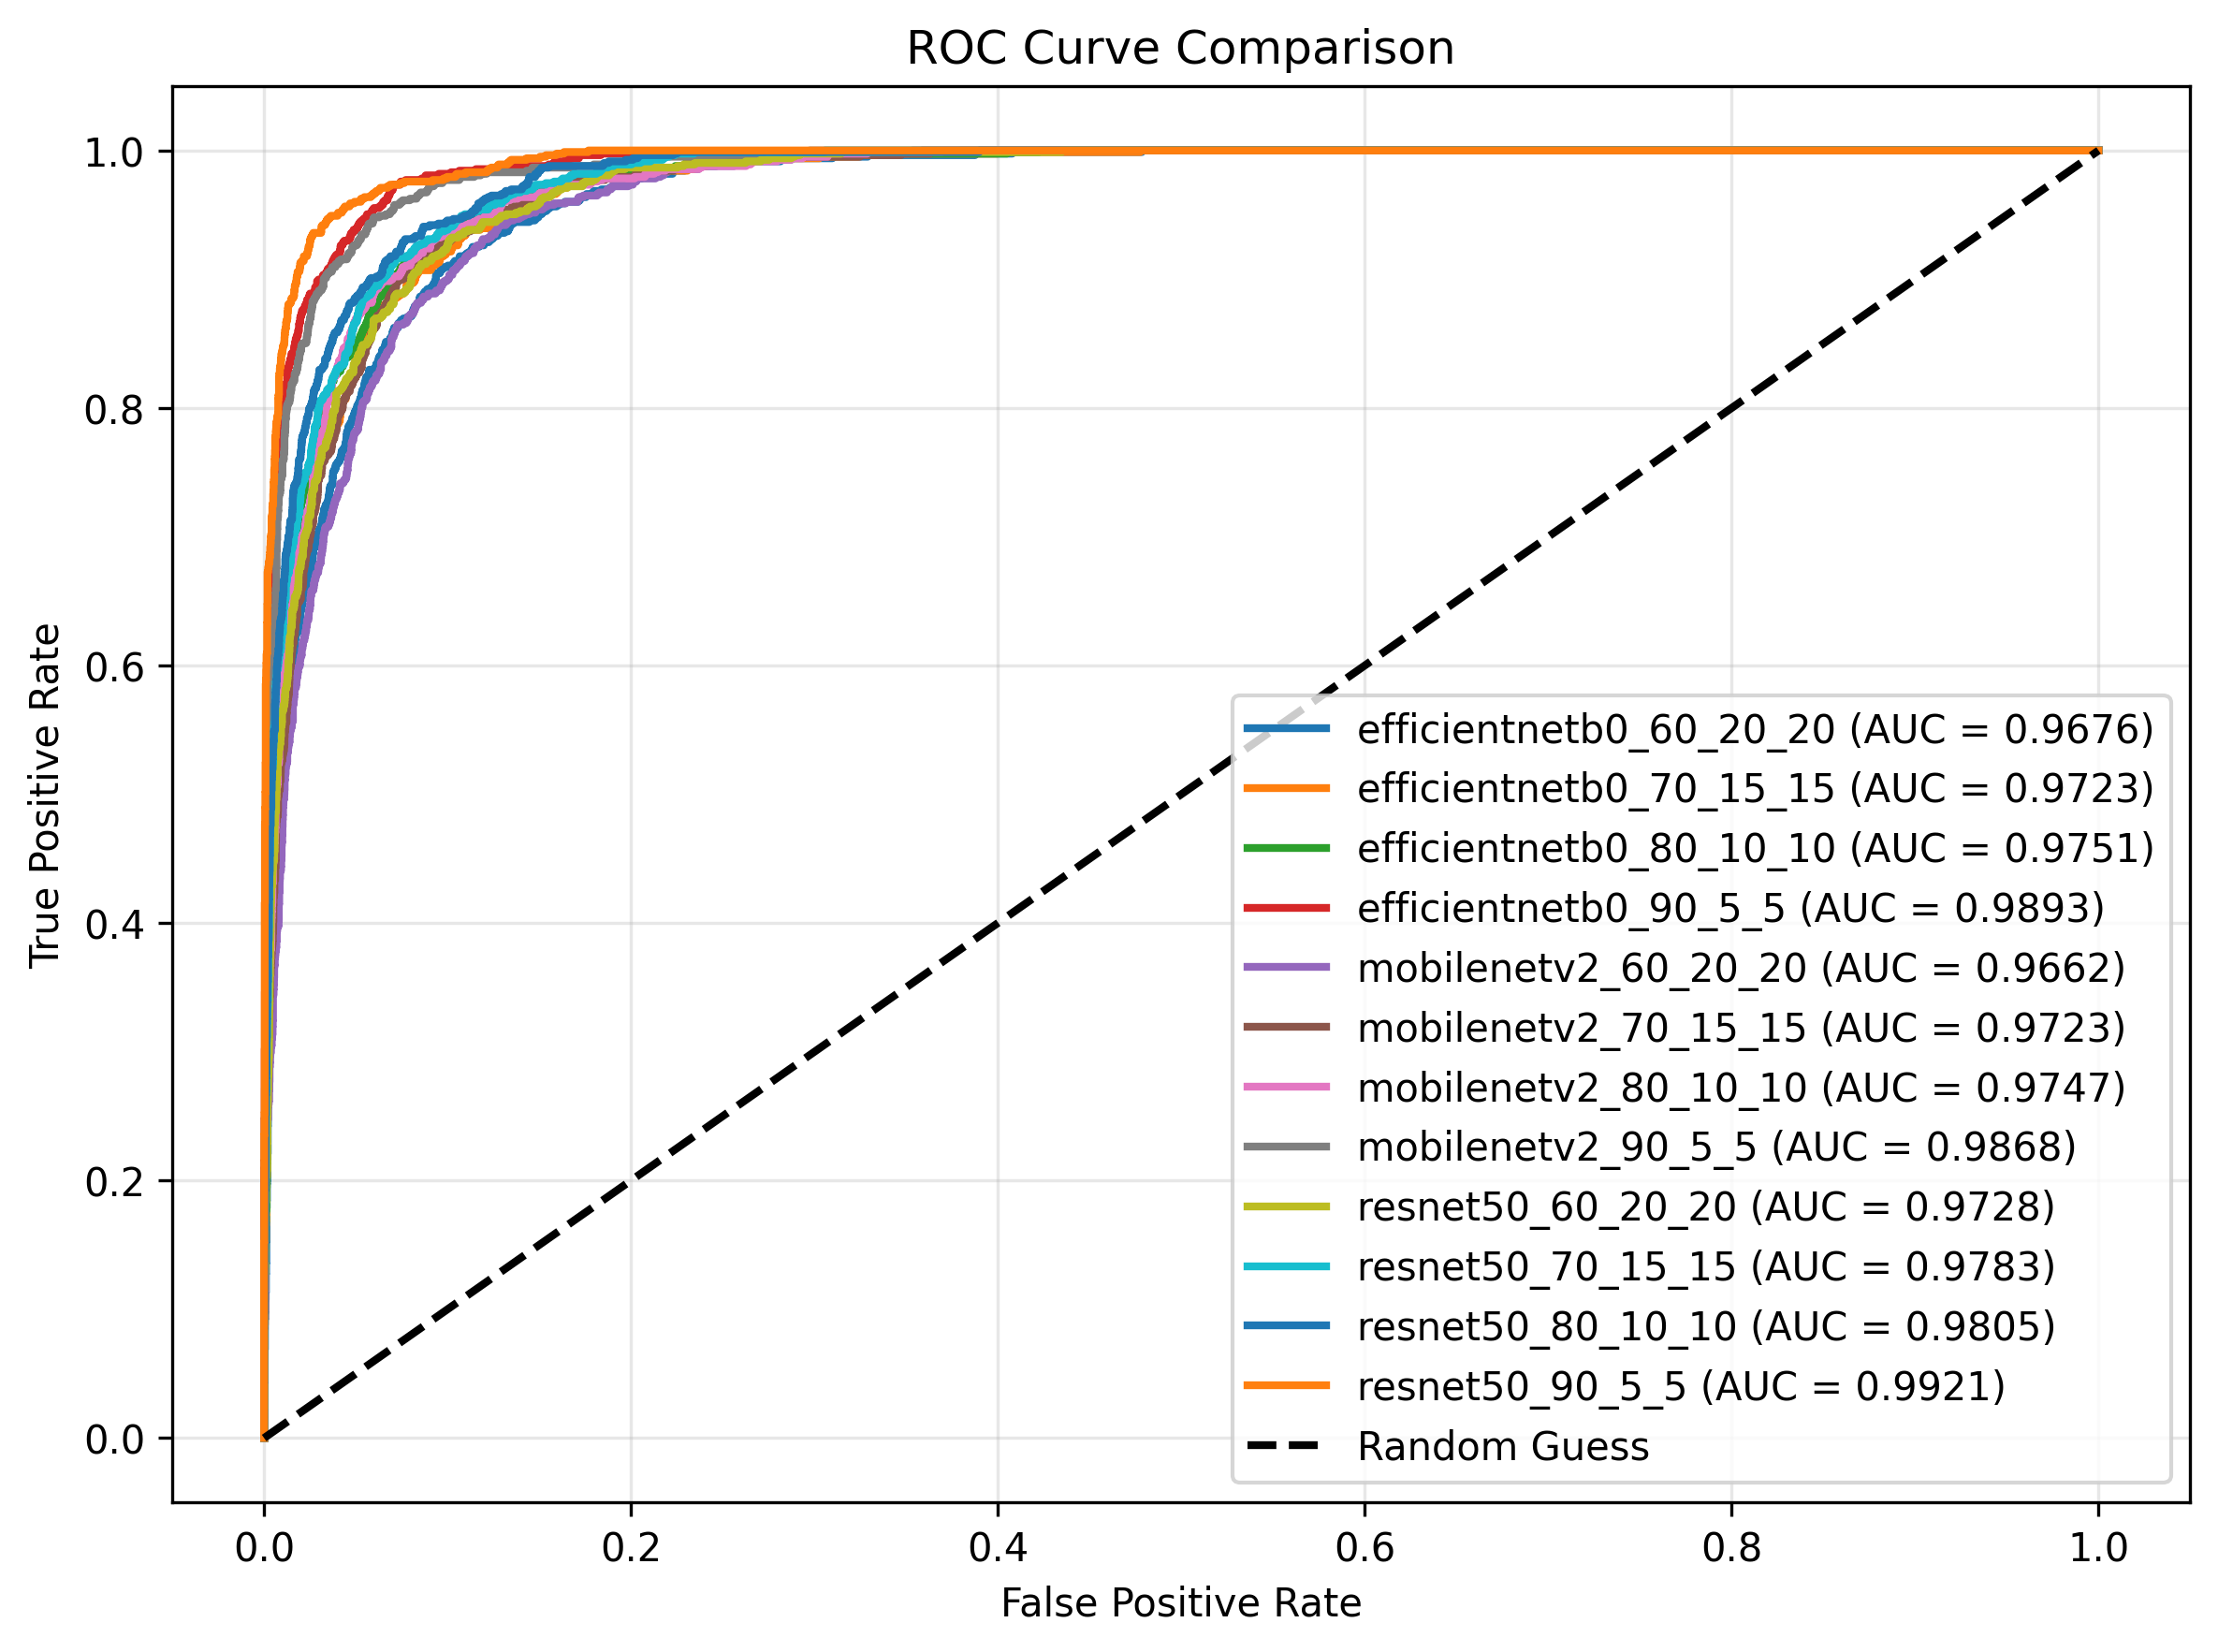 ROC Curve Comparison
1.0
0.8
0.6
0.4
0.2
0.0
True Positive Rate
efficientnetb0_60_20_20 (AUC = 0.9676)
efficientnetb0_70_15_15 (AUC = 0.9723)
efficientnetb0_80_10_10 (AUC = 0.9751)
efficientnetb0_90_5_5 (AUC = 0.9893)
mobilenetv2_60_20_20 (AUC = 0.9662)
mobilenetv2_70_15_15 (AUC = 0.9723)
mobilenetv2_80_10_10 (AUC = 0.9747)
mobilenetv2_90_5_5 (AUC = 0.9868)
resnet50_60_20_20 (AUC = 0.9728)
resnet50_70_15_15 (AUC = 0.9783)
resnet50_80_10_10 (AUC = 0.9805)
resnet50_90_5_5 (AUC = 0.9921)
Random Guess
0.0 0.2 0.4 0.6 0.8 1.0
False Positive Rate